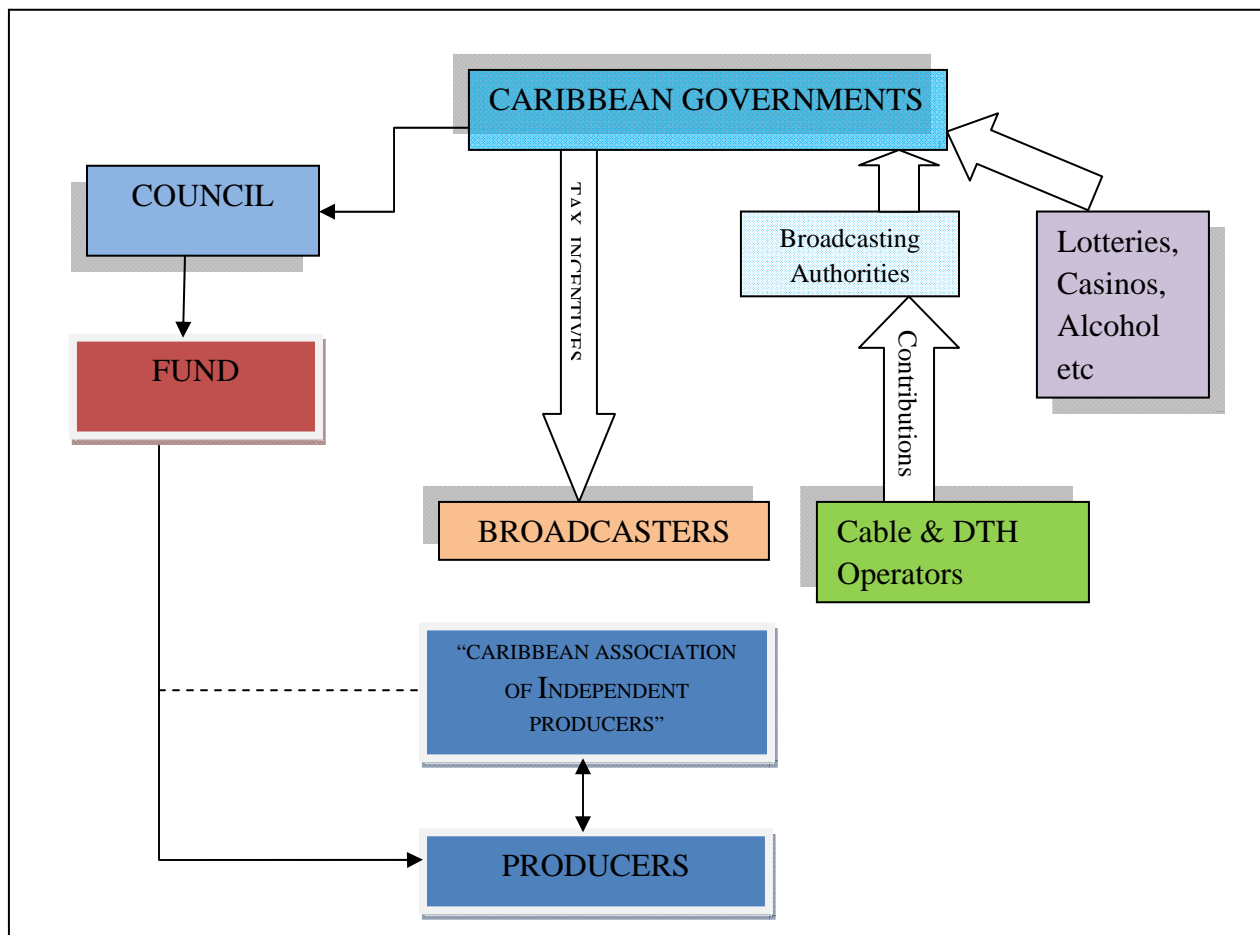 CARIBBEAN GOVERNMENTS
COUNCIL
TAX INCENTIVES
Broadcasting
Authorities
Lotteries,
Casinos,
Alcohol
etc
FUND
Contributions
BROADCASTERS
Cable & DTH
Operators
“CARIBBEAN ASSOCIATION
OF INDEPENDENT
PRODUCERS”
PRODUCERS